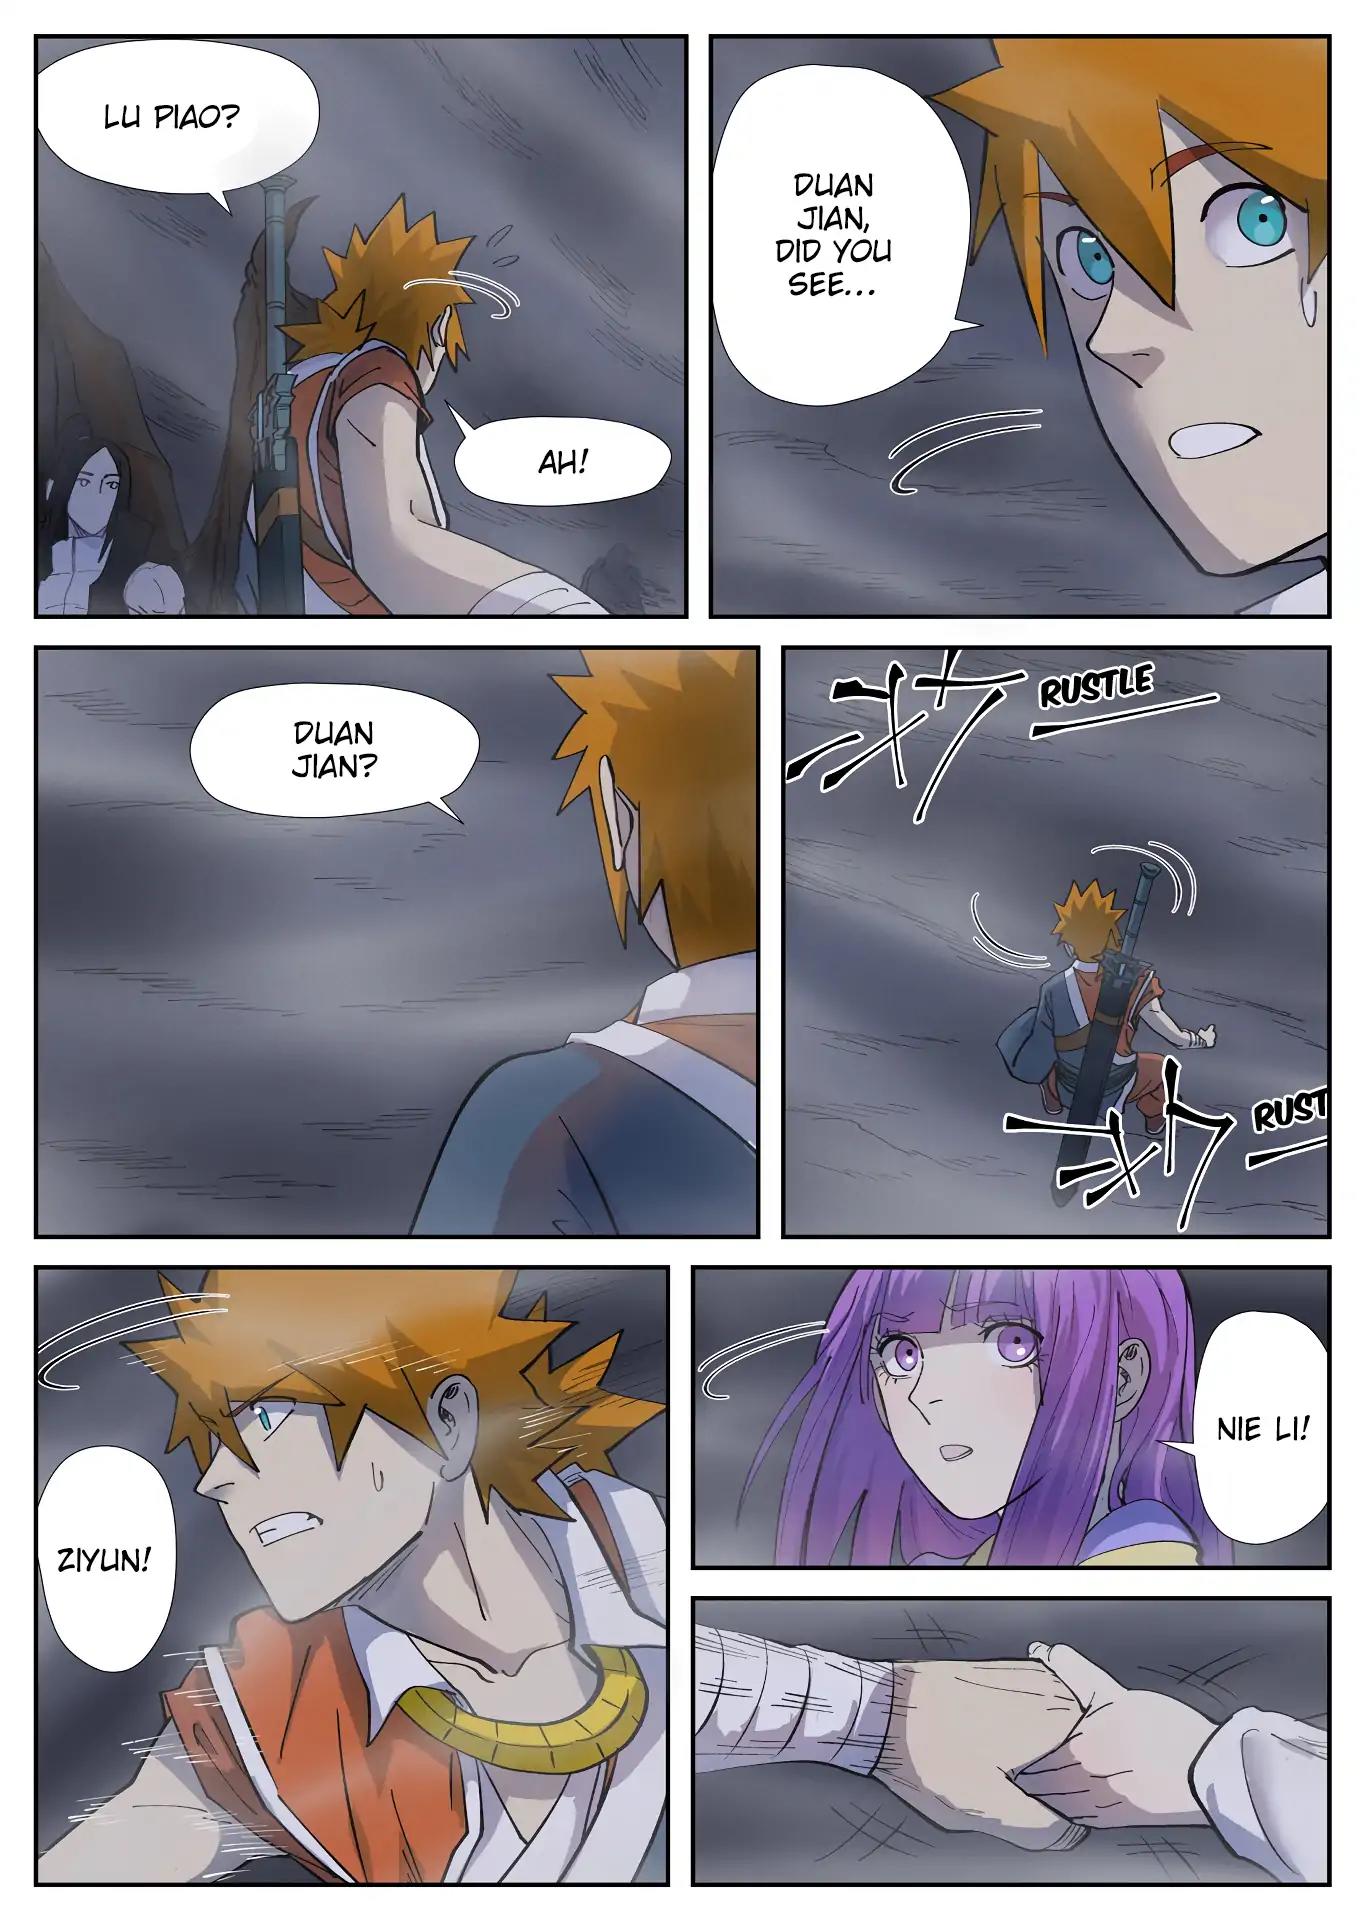 LU PIAO?
AH!
DUAN
JIAN,
DID YOU
SEE...
DUAN
JIAN?
RUSTLE
RUST
ZIYUN!
NIE LI!